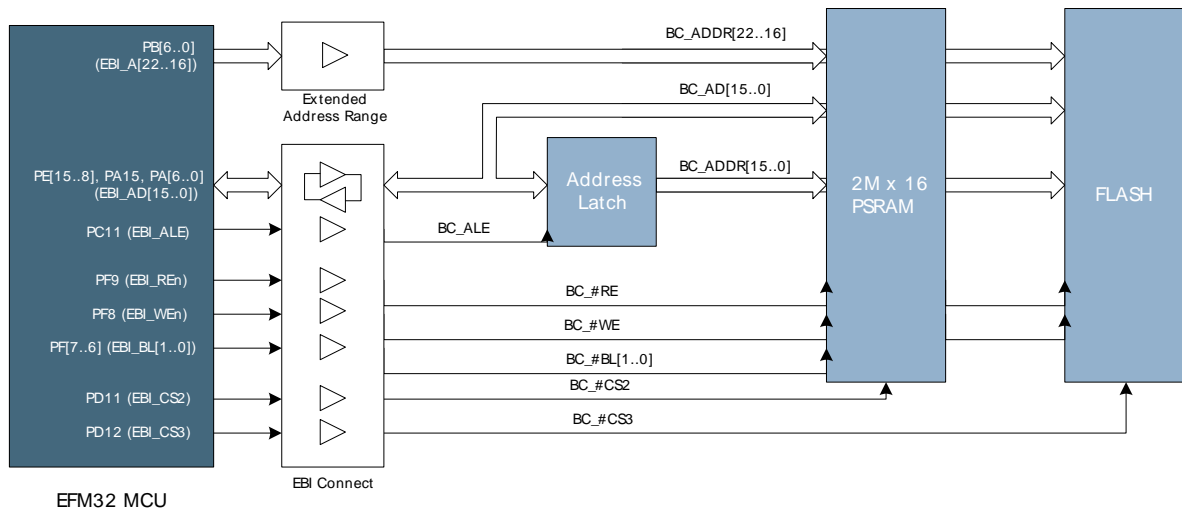 PB[6..0]
(EBI_A[22..16])
PE[15..8], PA15, PA[6..0]
(EBI_AD[15..0])
PC11 (EBI_ALE)
PF9 (EBI_REn)
PF8 (EBI_WEn)
PF[7..6] (EBI_BL[1..0])
PD11 (EBI_CS2)
PD12 (EBI_CS3)
EFM32 MCU
Extended
Address Range
EBI Connect
BC_ADDR[22..16]
BC_AD[15..0]
Address
Latch
BC_ADDR[15..0]
BC_ALE
BC_#RE
BC_#WE
BC_#BL[1..0]
BC_#CS2
BC_#CS3
2M x 16
PSRAM
FLASH